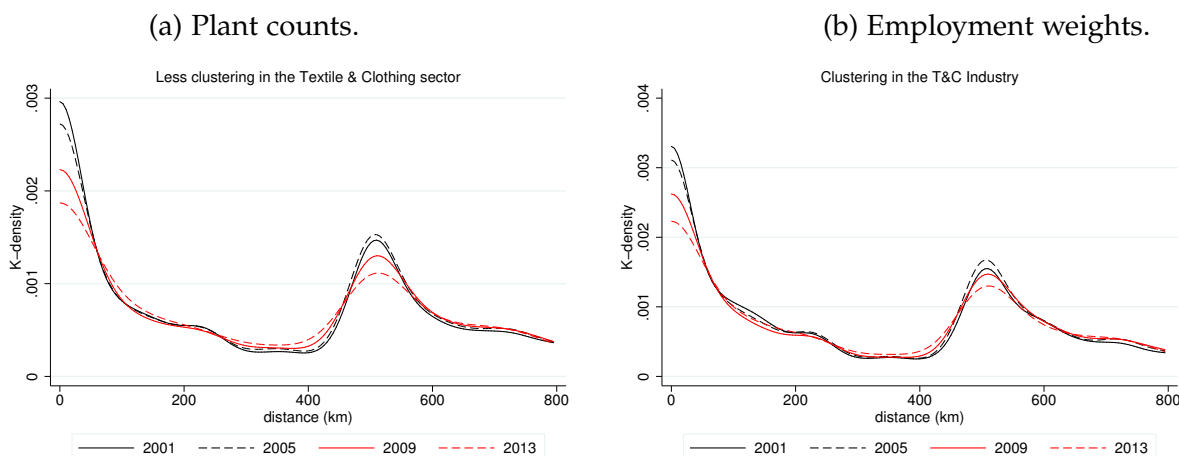 (a) Plant counts.
Less clustering in the Textile & Clothing sector
K−density
.003
.002
.001
0
0 200 400 600 800
distance (km)
2001 2005 2009 2013
(b) Employment weights.
Clustering in the T&C Industry
K−density
.004
.003
.002
.001
0
0 200 400 600 800
distance (km)
2001 2005 2009 2013